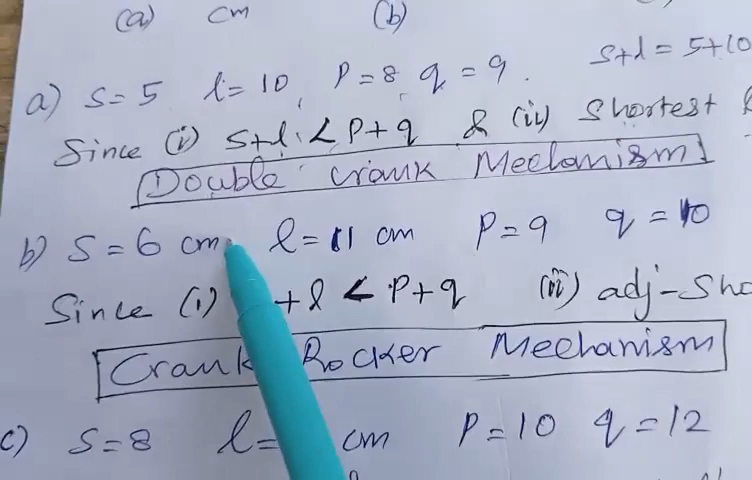 (a) cm (b)
s+l = 5+10
a) s=5 l=10, p=8 q=9.
Since (i) s+l < p+q & (ii) Shortest
Double crank Mechanism
b) s=6 cm l=11 cm p=9 q=10
Since (i) +l < p+q (ii) adj-Sho
Crank Rocker Mechanism
c) s=8 l= cm p=10 q=12